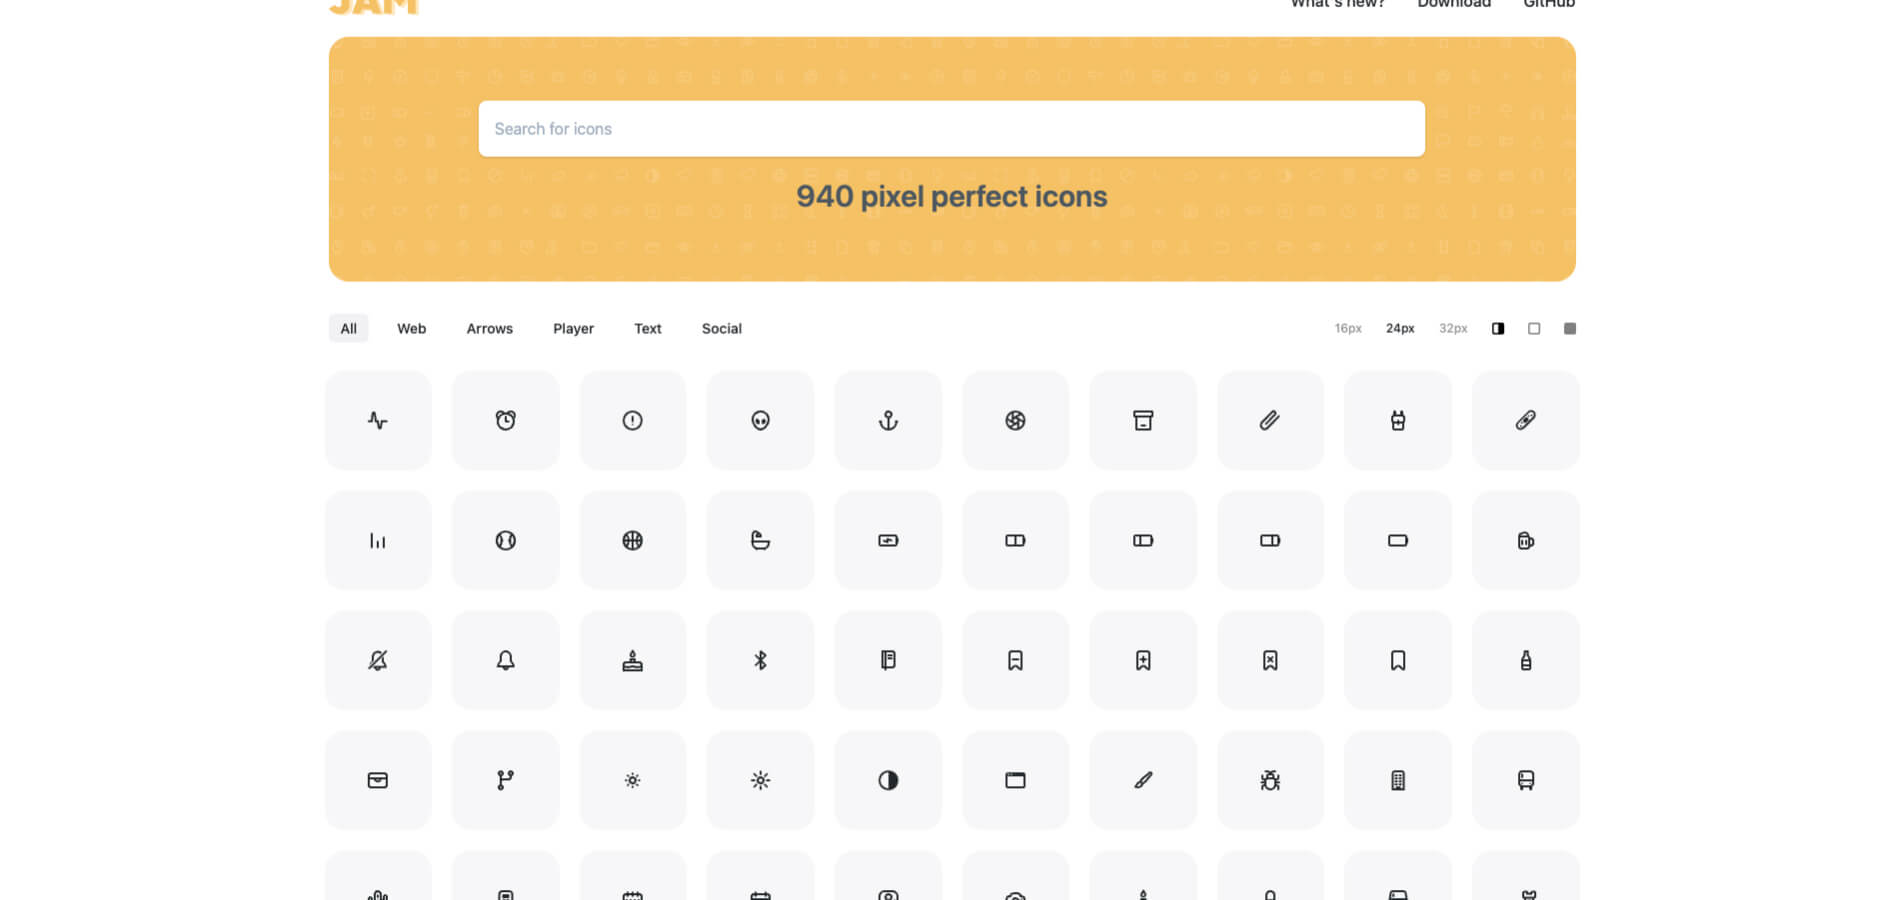 JAM
What's new? Download GitHub
Search for icons
940 pixel perfect icons
All Web Arrows Player Text Social 16px 24px 32px